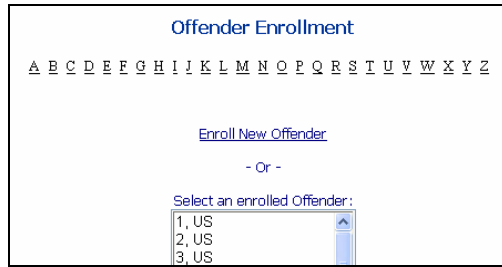 Offender Enrollment
A B C D E F G H I J K L M N O P Q R S T U V W X Y Z
Enroll New Offender
- Or -
Select an enrolled Offender:
1, US
2, US
3, US